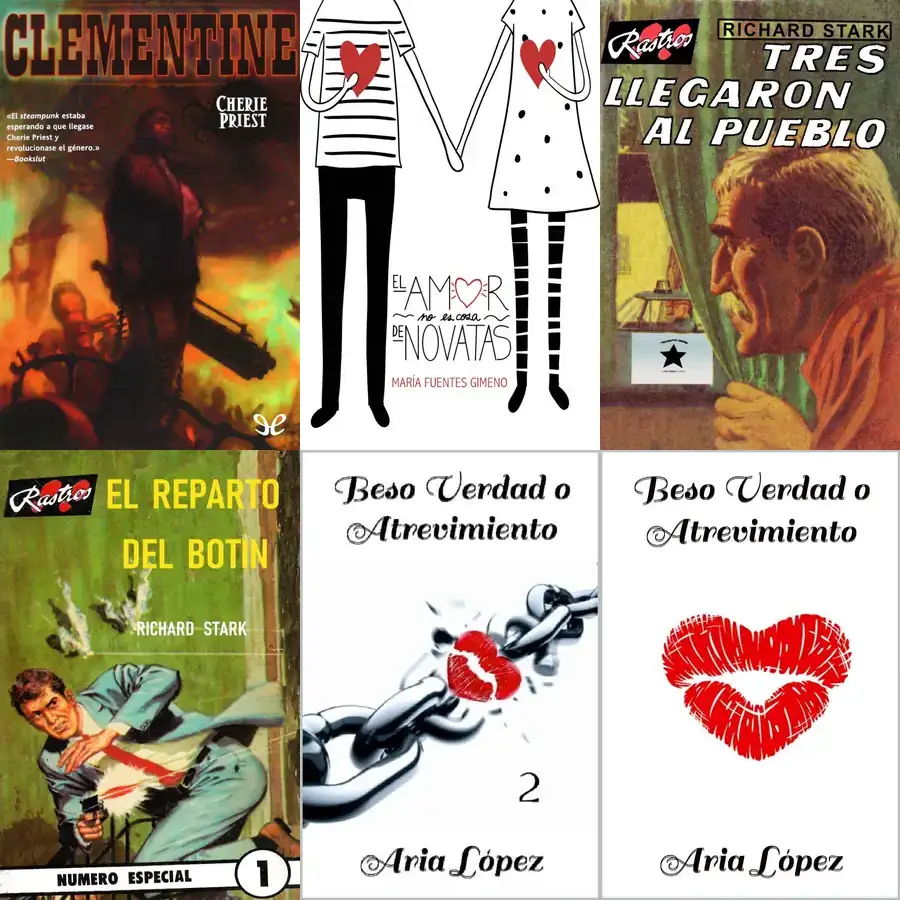 CLEMENTINE
CHERIE
PRIEST
«El steampunk estaba
esperando a que llegase
Cherie Priest y
revolucionase el género.»
—Bookslut
EL
AMOR
no es cosa
DE
NOVATAS
MARÍA FUENTES GIMENO
Rastros
RICHARD STARK
TRES
LLEGARON
AL PUEBLO
Rastros
EL REPARTO
DEL BOTIN
RICHARD STARK
NUMERO ESPECIAL
1
Beso Verdad o
Atrevimiento
2
Aria López
Beso Verdad o
Atrevimiento
Aria López